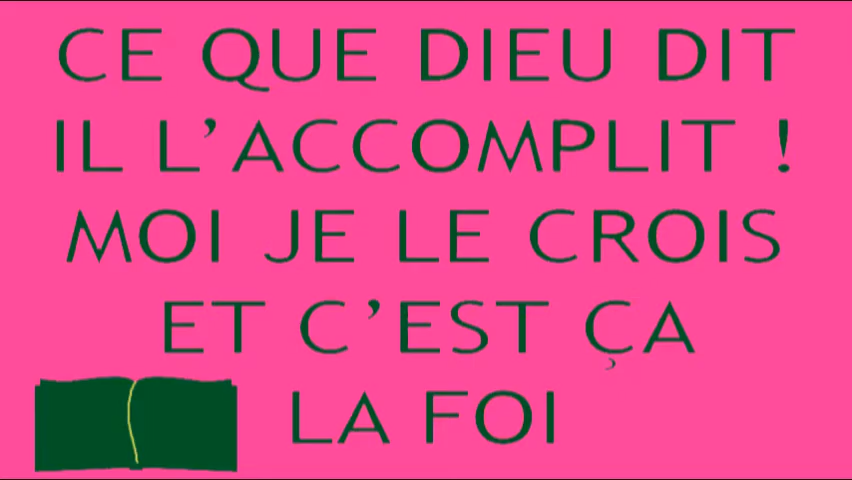 CE QUE DIEU DIT
IL L’ACCOMPLIT !
MOI JE LE CROIS
ET C’EST ÇA
LA FOI